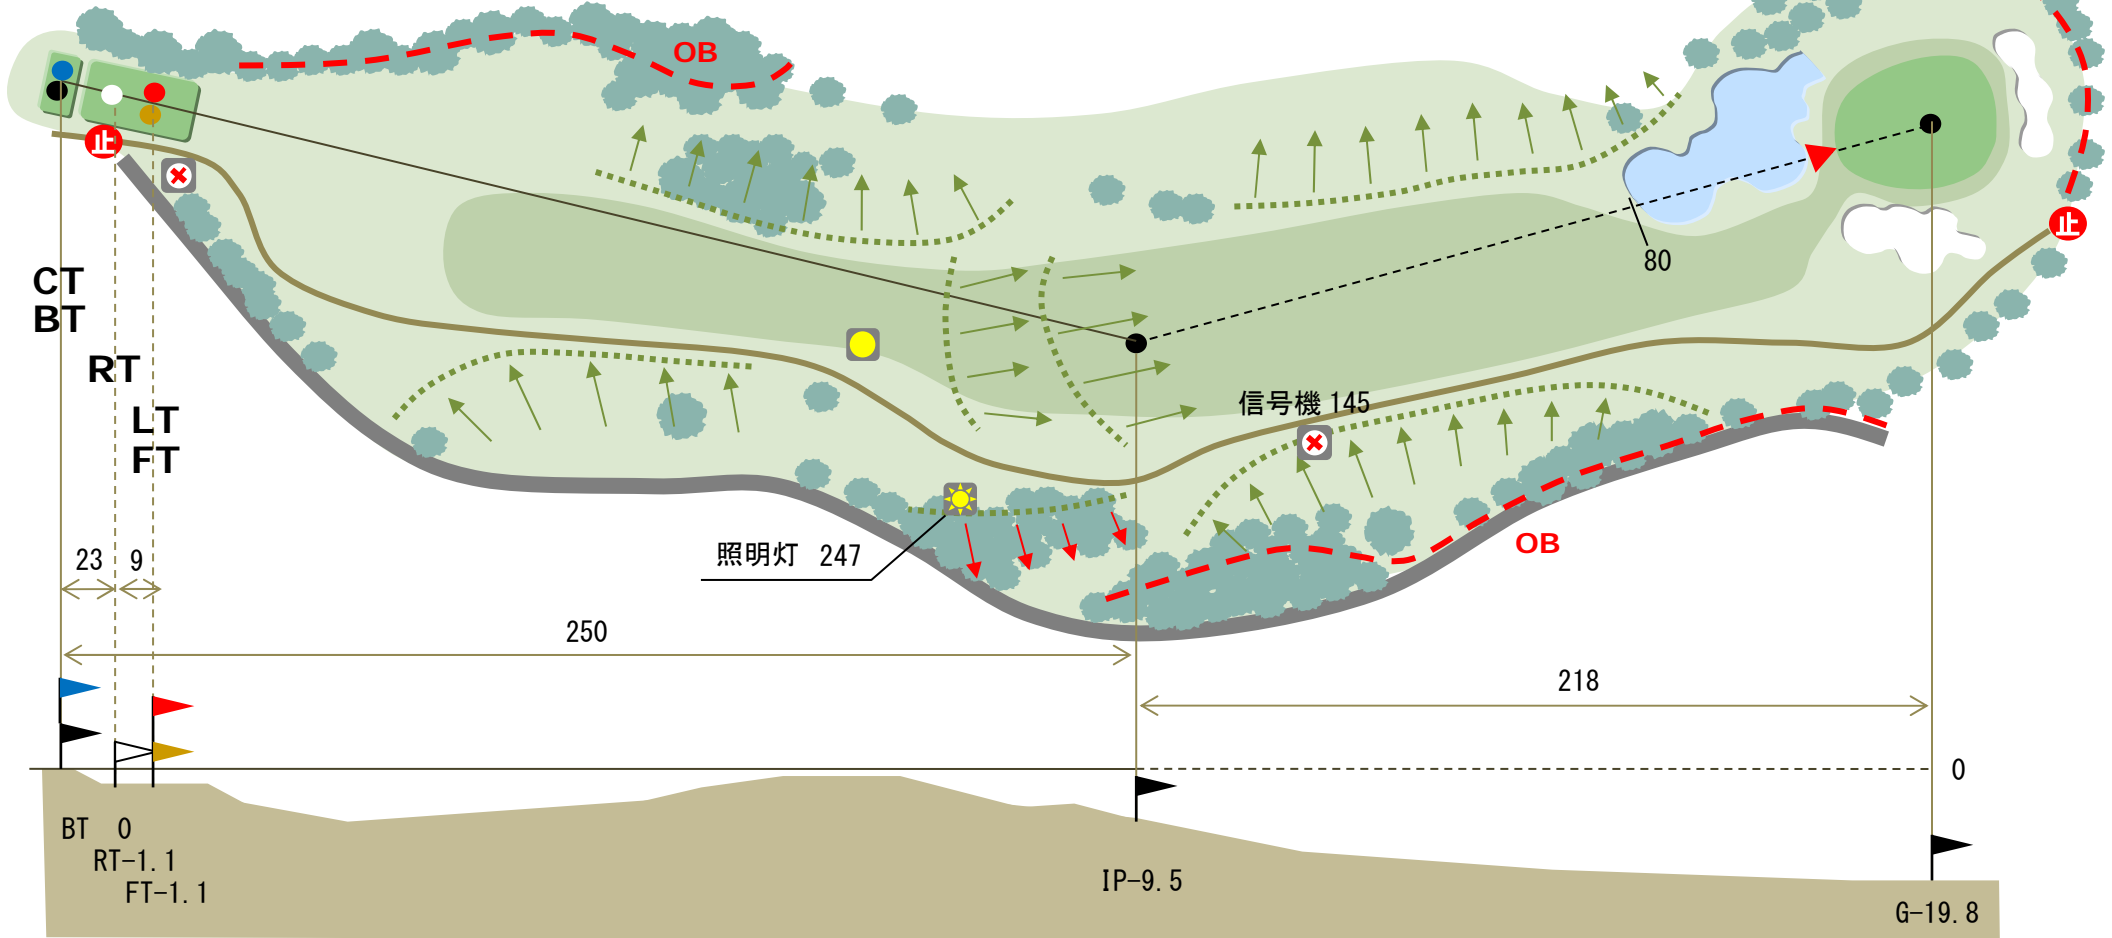 OB
止
80
止
CT
BT
RT
LT
FT
信号機 145
OB
照明灯 247
23
9
250
218
0
BT 0
RT-1.1
FT-1.1
IP-9.5
G-19.8